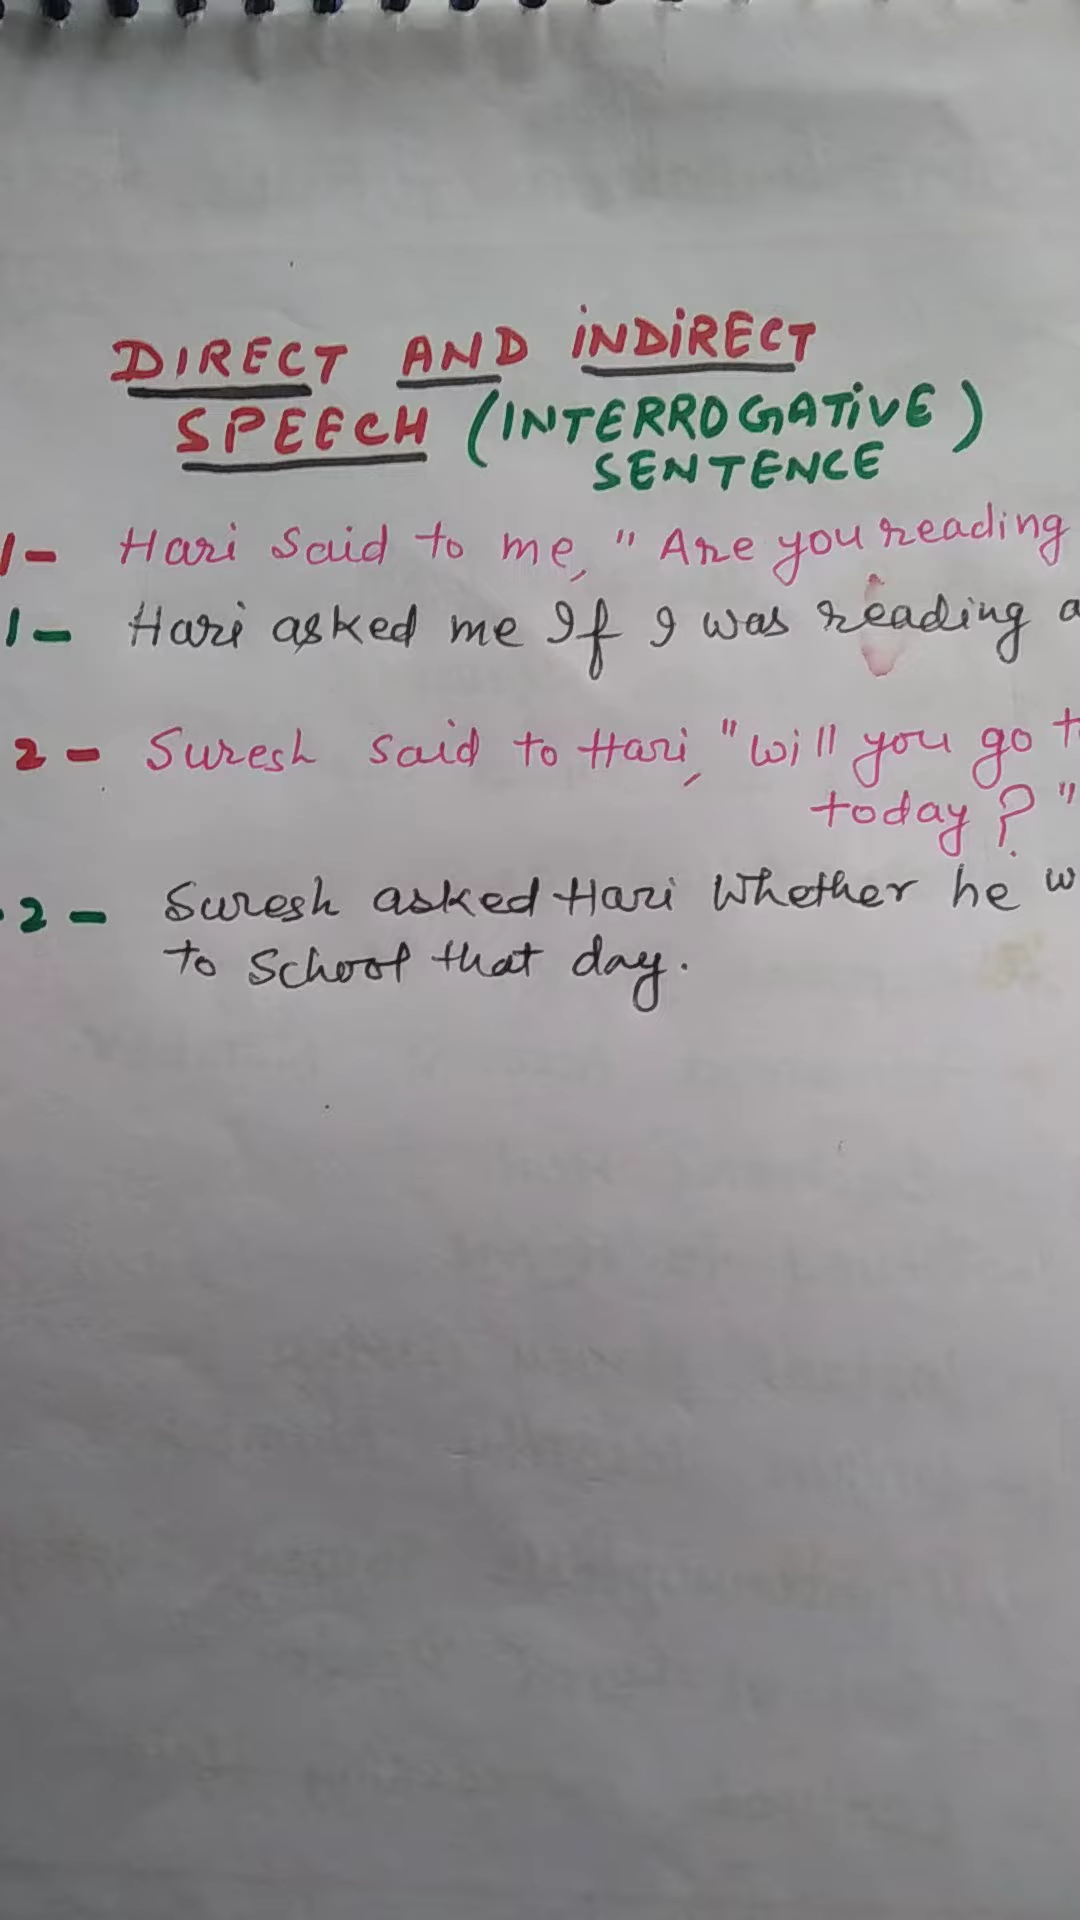 DIRECT AND INDIRECT
SPEECH (INTERROGATIVE)
SENTENCE
1- Hari Said to me, "Are you reading
1- Hari asked me If I was reading a
2- Suresh said to Hari, "will you go
today?"
2- Suresh asked Hari Whether he
to School that day.